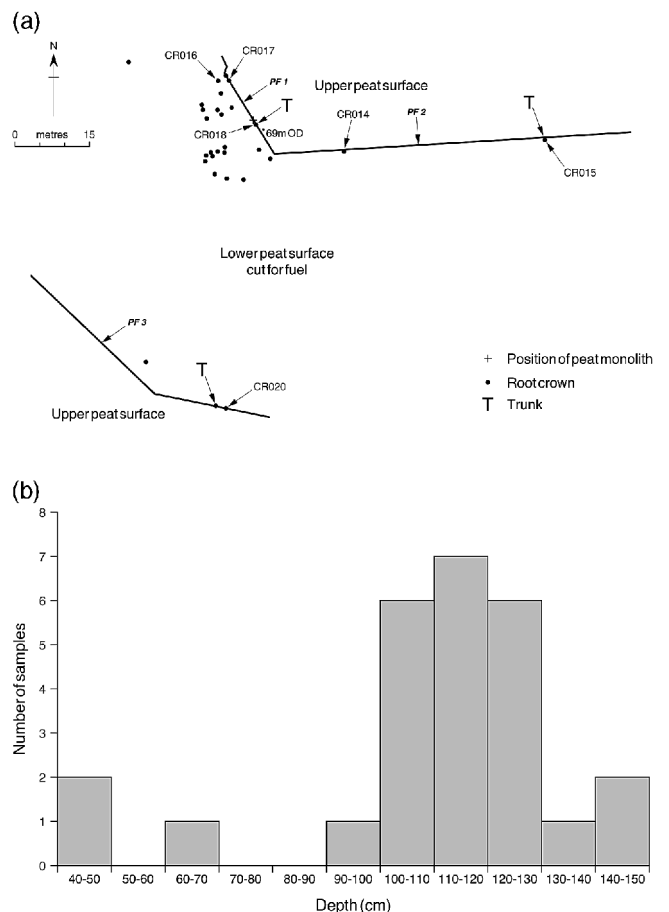 (a)
N
CR016
CR017
PF 1
Upper peat surface
T
T
CR014
PF 2
0 metres 15
CR018
69m OD
CR015
Lower peat surface
cut for fuel
PF 3
T
CR020
Upper peat surface
+ Position of peat monolith
• Root crown
T Trunk
(b)
8
7
6
5
4
3
2
1
0
Number of samples
40-50 50-60 60-70 70-80 80-90 90-100 100-110 110-120 120-130 130-140 140-150
Depth (cm)